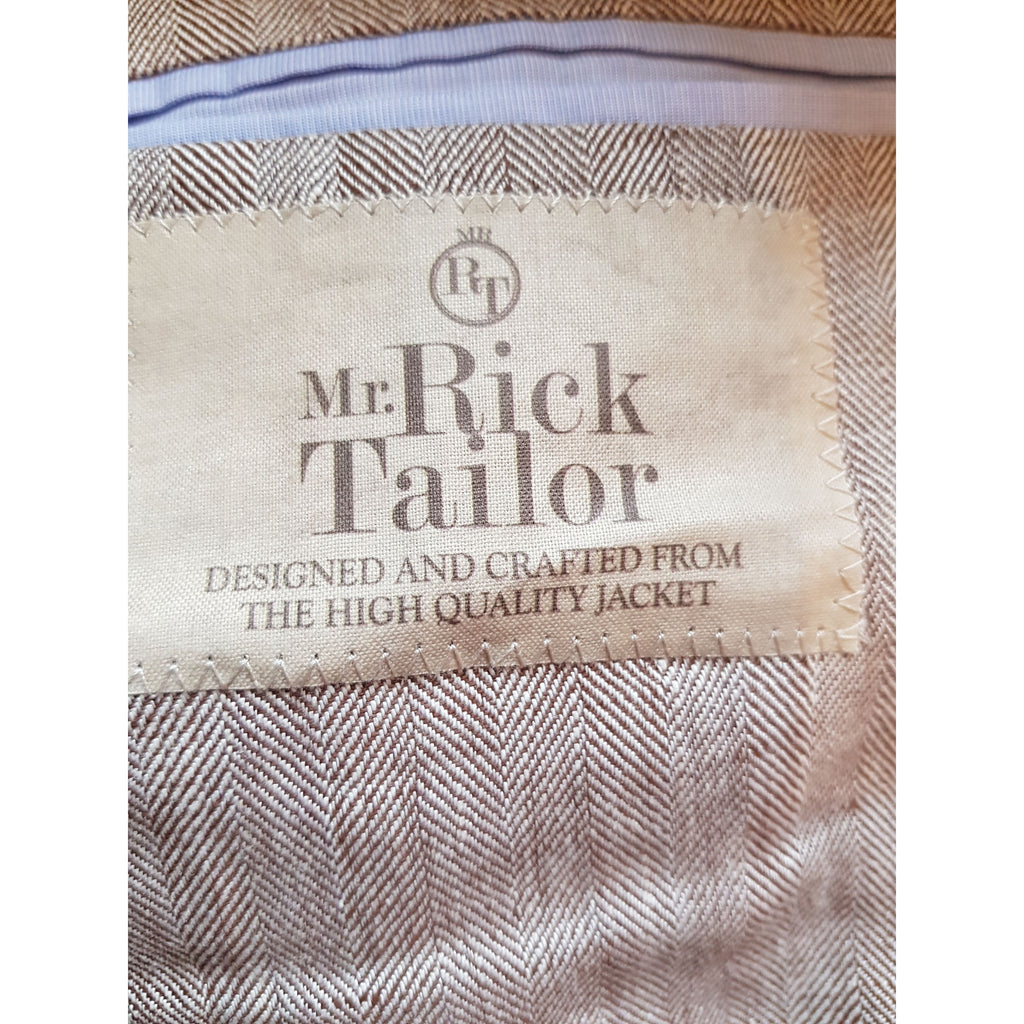 MR
RT
Mr. Rick
Tailor
DESIGNED AND CRAFTED FROM
THE HIGH QUALITY JACKET